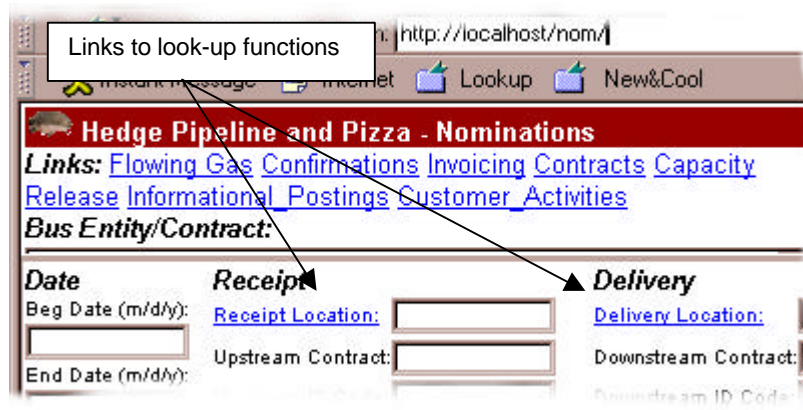 Links to look-up functions
http://localhost/nom/
Instant Message Internet Lookup New&Cool
Hedge Pipeline and Pizza - Nominations
Links: Flowing Gas Confirmations Invoicing Contracts Capacity
Release Informational_Postings Customer_Activities
Bus Entity/Contract:
Date Receipt Delivery
Beg Date (m/d/y): Receipt Location: Delivery Location:
Upstream Contract: Downstream Contract:
End Date (m/d/y):
Downstream ID Code: